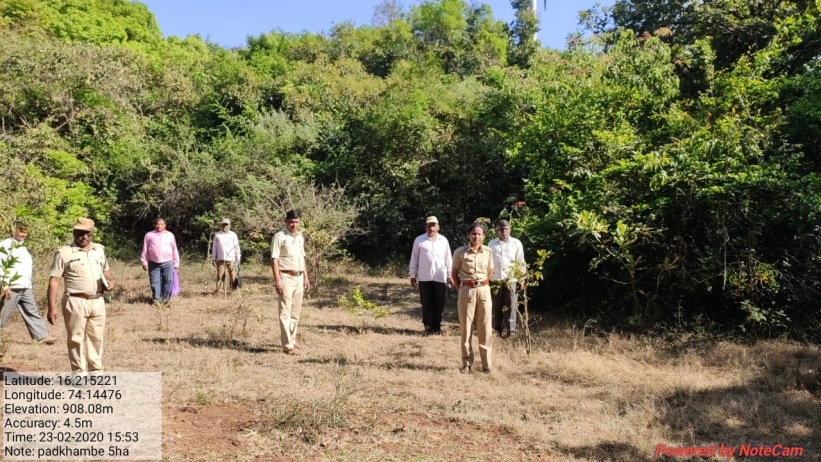 Latitude: 16.215221
Longitude: 74.14476
Elevation: 908.08m
Accuracy: 4.5m
Time: 23-02-2020 15:53
Note: padkhambe 5ha
Powered by NoteCam